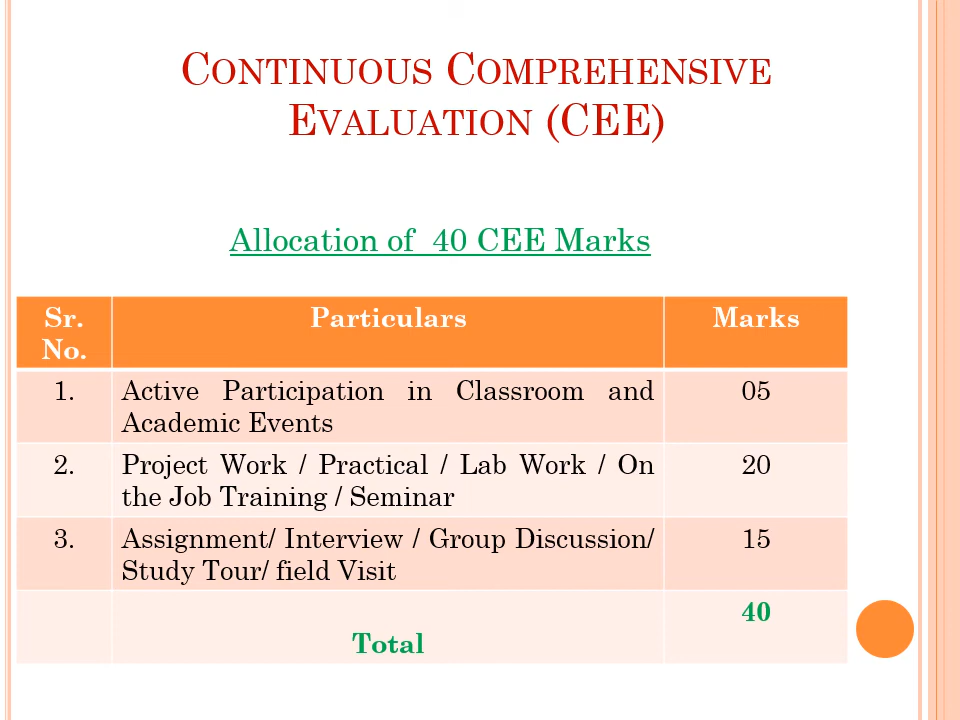 CONTINUOUS COMPREHENSIVE
EVALUATION (CEE)
Allocation of 40 CEE Marks
Sr. No. Particulars Marks
1. Active Participation in Classroom and 05
Academic Events
2. Project Work / Practical / Lab Work / On 20
the Job Training / Seminar
3. Assignment/ Interview / Group Discussion/ 15
Study Tour/ field Visit
40
Total